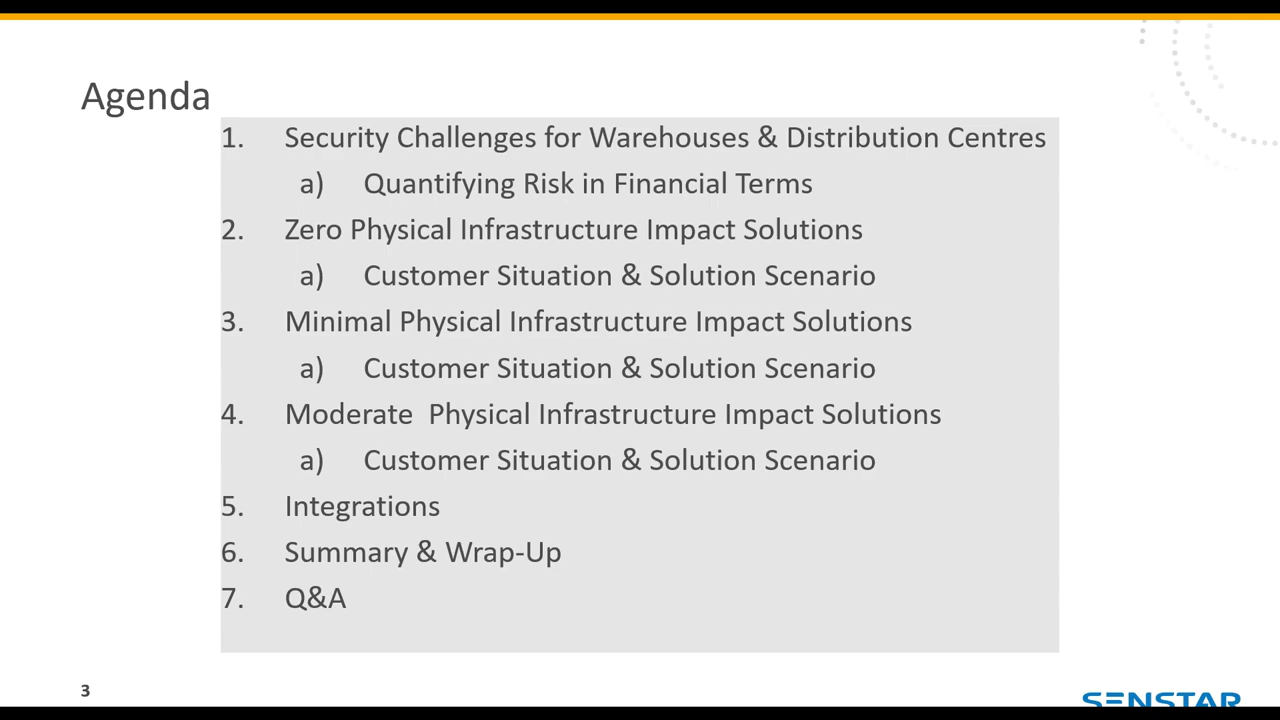 Agenda
1. Security Challenges for Warehouses & Distribution Centres
a) Quantifying Risk in Financial Terms
2. Zero Physical Infrastructure Impact Solutions
a) Customer Situation & Solution Scenario
3. Minimal Physical Infrastructure Impact Solutions
a) Customer Situation & Solution Scenario
4. Moderate  Physical Infrastructure Impact Solutions
a) Customer Situation & Solution Scenario
5. Integrations
6. Summary & Wrap-Up
7. Q&A
3
SENSTAR